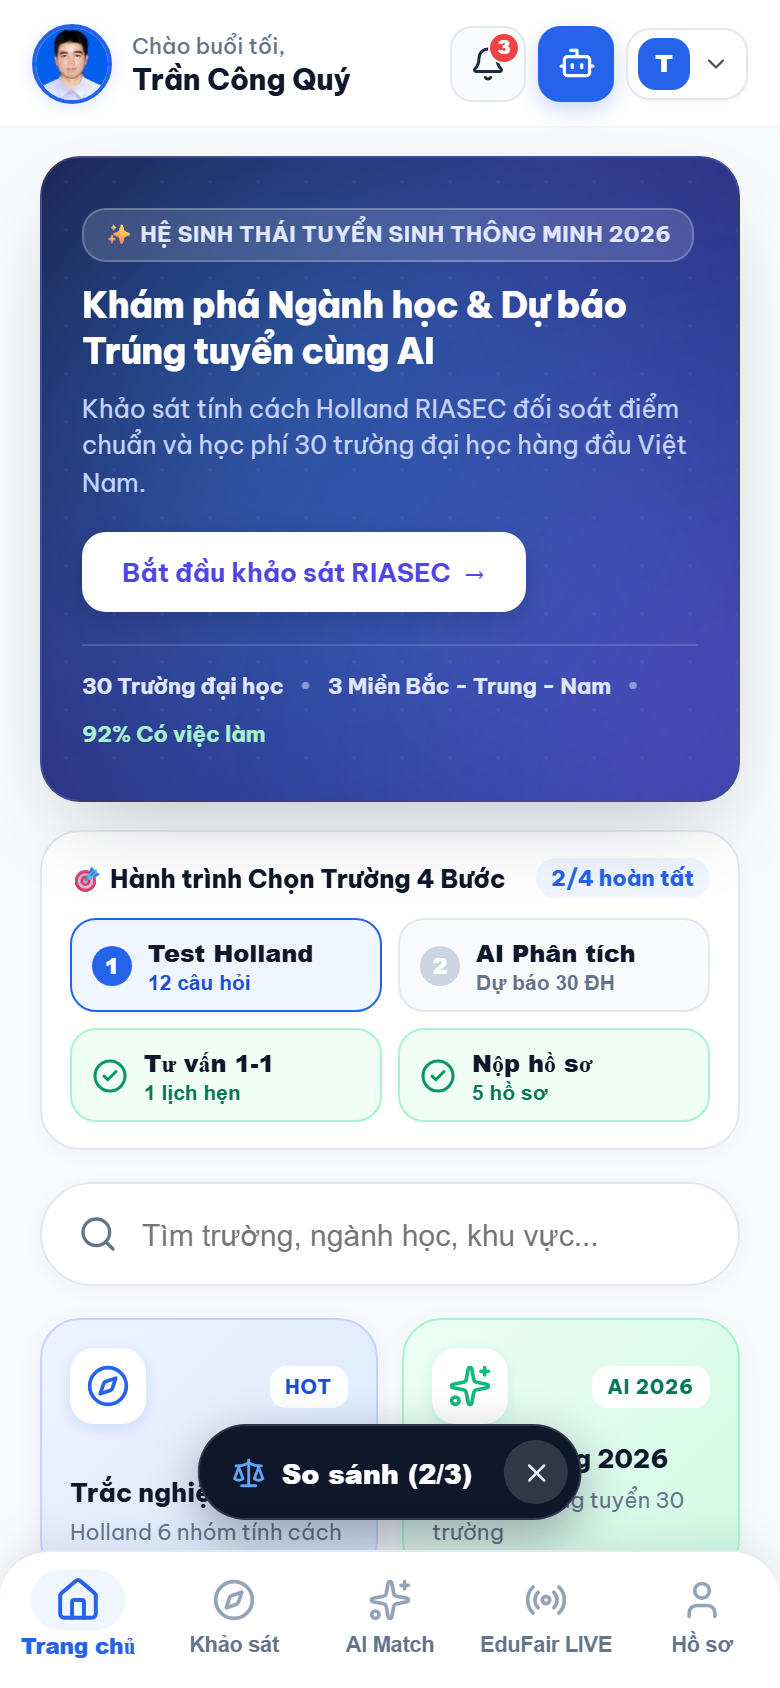 Chào buổi tối,
Trần Công Quý
3
T
✨ HỆ SINH THÁI TUYỂN SINH THÔNG MINH 2026
Khám phá Ngành học & Dự báo
Trúng tuyển cùng AI
Khảo sát tính cách Holland RIASEC đối soát điểm
chuẩn và học phí 30 trường đại học hàng đầu Việt
Nam.
Bắt đầu khảo sát RIASEC →
30 Trường đại học • 3 Miền Bắc - Trung - Nam •
92% Có việc làm
🎯 Hành trình Chọn Trường 4 Bước
2/4 hoàn tất
1
Test Holland
12 câu hỏi
2
AI Phân tích
Dự báo 30 ĐH
Tư vấn 1-1
1 lịch hẹn
Nộp hồ sơ
5 hồ sơ
Tìm trường, ngành học, khu vực...
HOT
AI 2026
Trắc
2026
So sánh (2/3)
Holland 6 nhóm tính cách
tuyển 30
trường
Trang chủ
Khảo sát
AI Match
EduFair LIVE
Hồ sơ